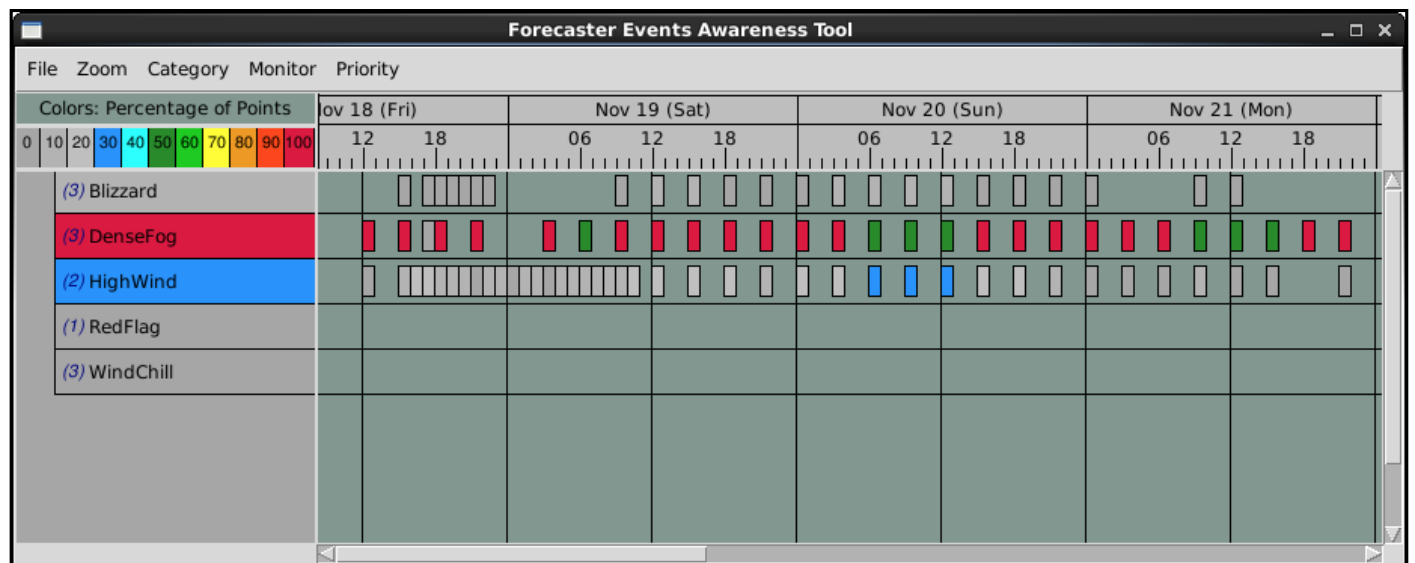 Forecaster Events Awareness Tool
File Zoom Category Monitor Priority
Colors: Percentage of Points
0 10 20 30 40 50 60 70 80 90 100
ov 18 (Fri) Nov 19 (Sat) Nov 20 (Sun) Nov 21 (Mon)
12 18 06 12 18 06 12 18 06 12 18
(3) Blizzard
(3) DenseFog
(2) HighWind
(1) RedFlag
(3) WindChill